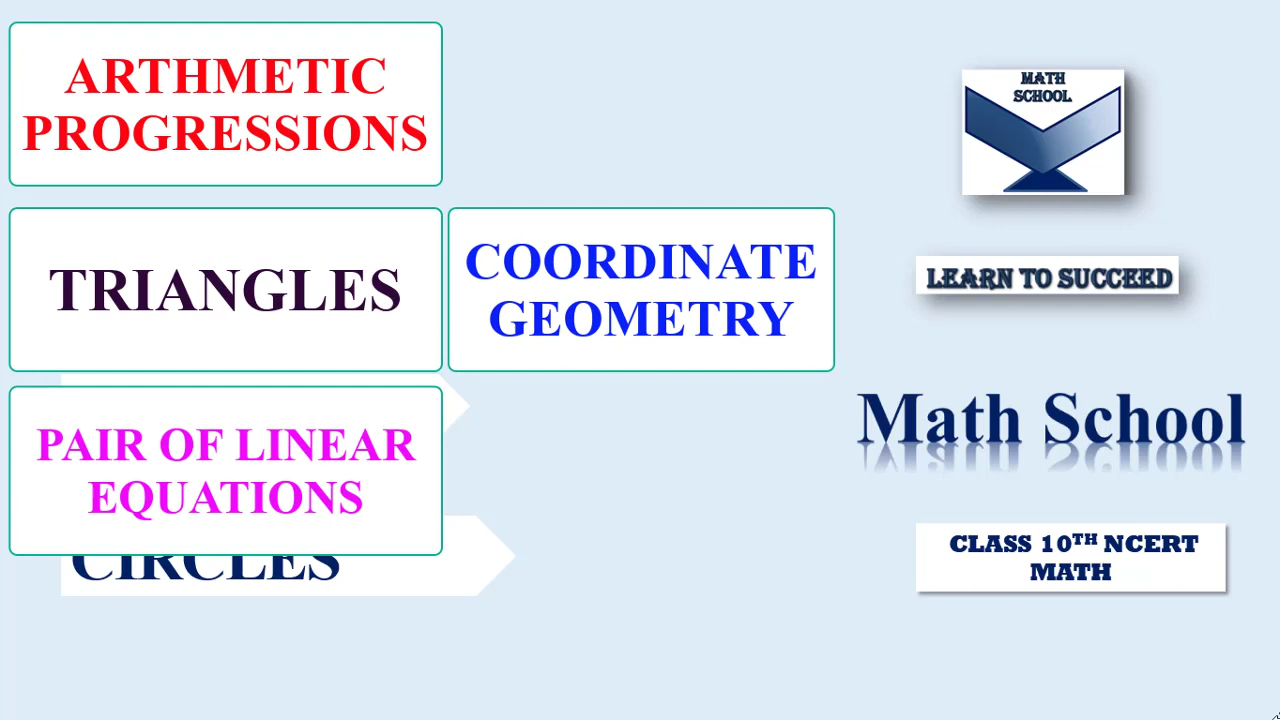 ARTHMETIC
PROGRESSIONS
TRIANGLES
COORDINATE
GEOMETRY
PAIR OF LINEAR
EQUATIONS
CIRCLES
MATH
SCHOOL
LEARN TO SUCCEED
Math School
CLASS 10TH NCERT
MATH